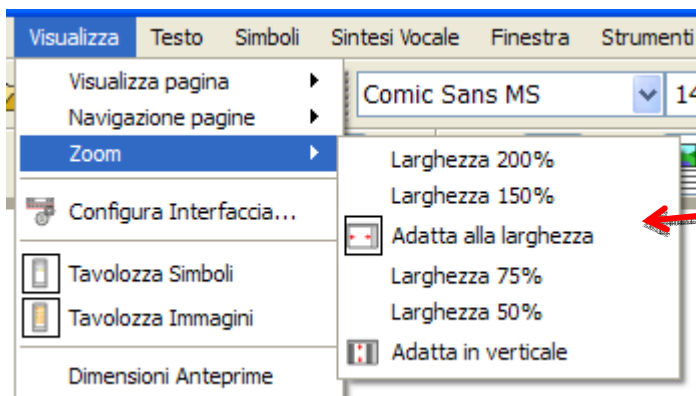 Visualizza Testo Simboli Sintesi Vocale Finestra Strumenti
Comic Sans MS 14
Visualizza pagina
Navigazione pagine
Zoom
Configura Interfaccia...
Tavolozza Simboli
Tavolozza Immagini
Dimensioni Anteprime
Larghezza 200%
Larghezza 150%
Adatta alla larghezza
Larghezza 75%
Larghezza 50%
Adatta in verticale